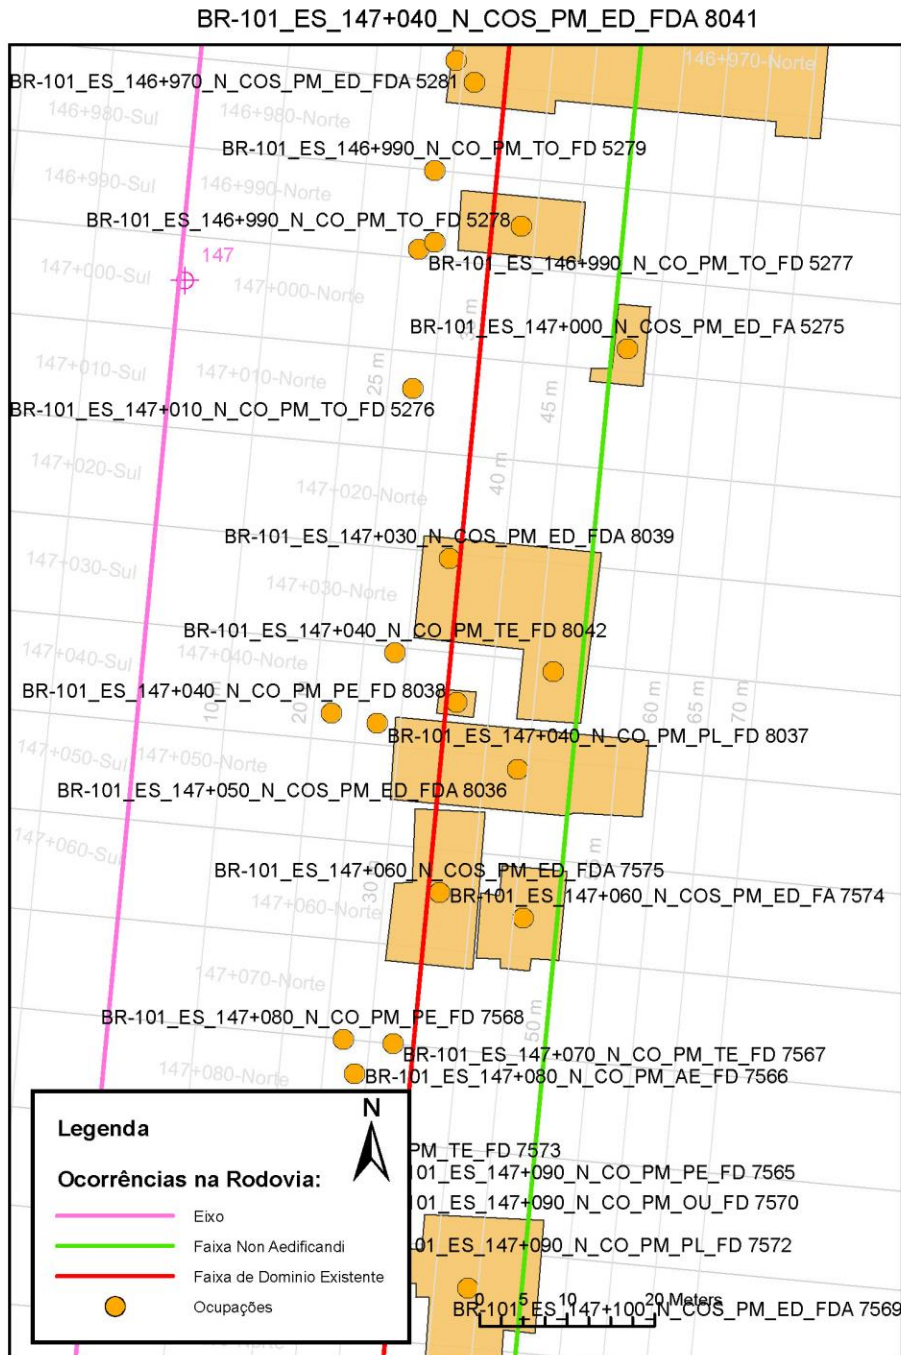 BR-101_ES_147+040_N_COS_PM_ED_FDA 8041
146+970-Norte
BR-101_ES_146+970_N_COS_PM_ED_FDA 5281
146+980-Sul
146+980-Norte
BR-101_ES_146+990_N_CO_PM_TO_FD 5279
146+990-Sul
146+990-Norte
BR-101_ES_146+990_N_CO_PM_TO_FD 5278
147
BR-101_ES_146+990_N_CO_PM_TO_FD 5277
147+000-Sul
147+000-Norte
BR-101_ES_147+000_N_COS_PM_ED_FA 5275
147+010-Sul
147+010-Norte
25 m
45 m
BR-101_ES_147+010_N_CO_PM_TO_FD 5276
147+020-Sul
40 m
147+020-Norte
BR-101_ES_147+030_N_COS_PM_ED_FDA 8039
147+030-Sul
147+030-Norte
BR-101_ES_147+040_N_CO_PM_TE_FD 8042
147+040-Sul
147+040-Norte
BR-101_ES_147+040_N_CO_PM_PE_FD 8038
10 m
20 m
60 m
65 m
70 m
BR-101_ES_147+040_N_CO_PM_PL_FD 8037
147+050-Sul
147+050-Norte
BR-101_ES_147+050_N_COS_PM_ED_FDA 8036
147+060-Sul
BR-101_ES_147+060_N_COS_PM_ED_FDA 7575
30
BR-101_ES_147+060_N_COS_PM_ED_FA 7574
147+060-Norte
147+070-Norte
BR-101_ES_147+080_N_CO_PM_PE_FD 7568
50 m
BR-101_ES_147+070_N_CO_PM_TE_FD 7567
147+080-Norte
BR-101_ES_147+080_N_CO_PM_AE_FD 7566
N
Legenda
Ocorrências na Rodovia:
Eixo
Faixa Non Aedificandi
Faixa de Dominio Existente
Ocupações
PM_TE_FD 7573
101_ES_147+090_N_CO_PM_PE_FD 7565
101_ES_147+090_N_CO_PM_OU_FD 7570
01_ES_147+090_N_CO_PM_PL_FD 7572
0 5 10 20 Meters
BR-101_ES_147+100_N_COS_PM_ED_FDA 7569